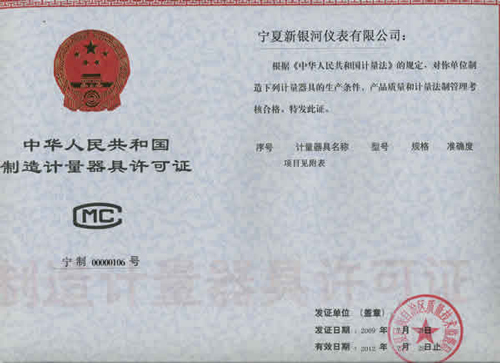 中华人民共和国
制造计量器具许可证
CMC
宁制 00000106 号
宁夏新银河仪表有限公司:
根据《中华人民共和国计量法》的规定、对你单位制
造下列计量器具的生产条件、产品质量和计量法制管理考
核合格、特发此证。
序号 计量器具名称 型号 规格 准确度
项目见附表
发证单位 (盖章)
发证日期: 2009 年 月 日
有效日期: 2012 年 月 日止